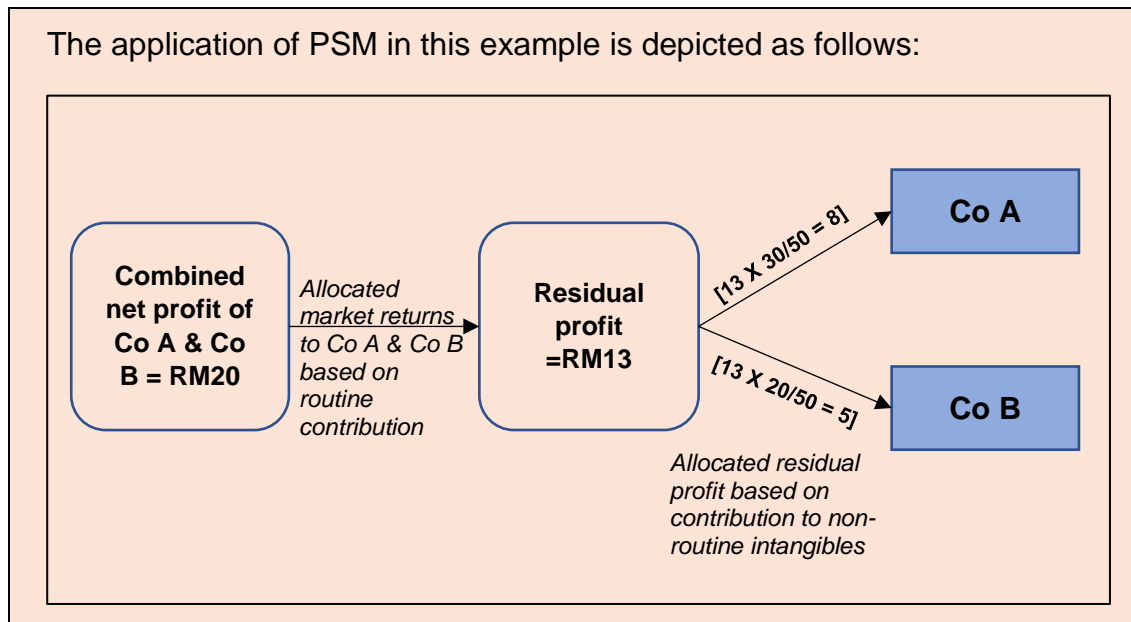 The application of PSM in this example is depicted as follows:
Combined
net profit of
Co A & Co
B = RM20
Allocated
market returns
to Co A & Co B
based on
routine
contribution
Residual
profit
=RM13
[13 X 30/50 = 8]
Co A
[13 X 20/50 = 5]
Co B
Allocated residual
profit based on
contribution to non-
routine intangibles